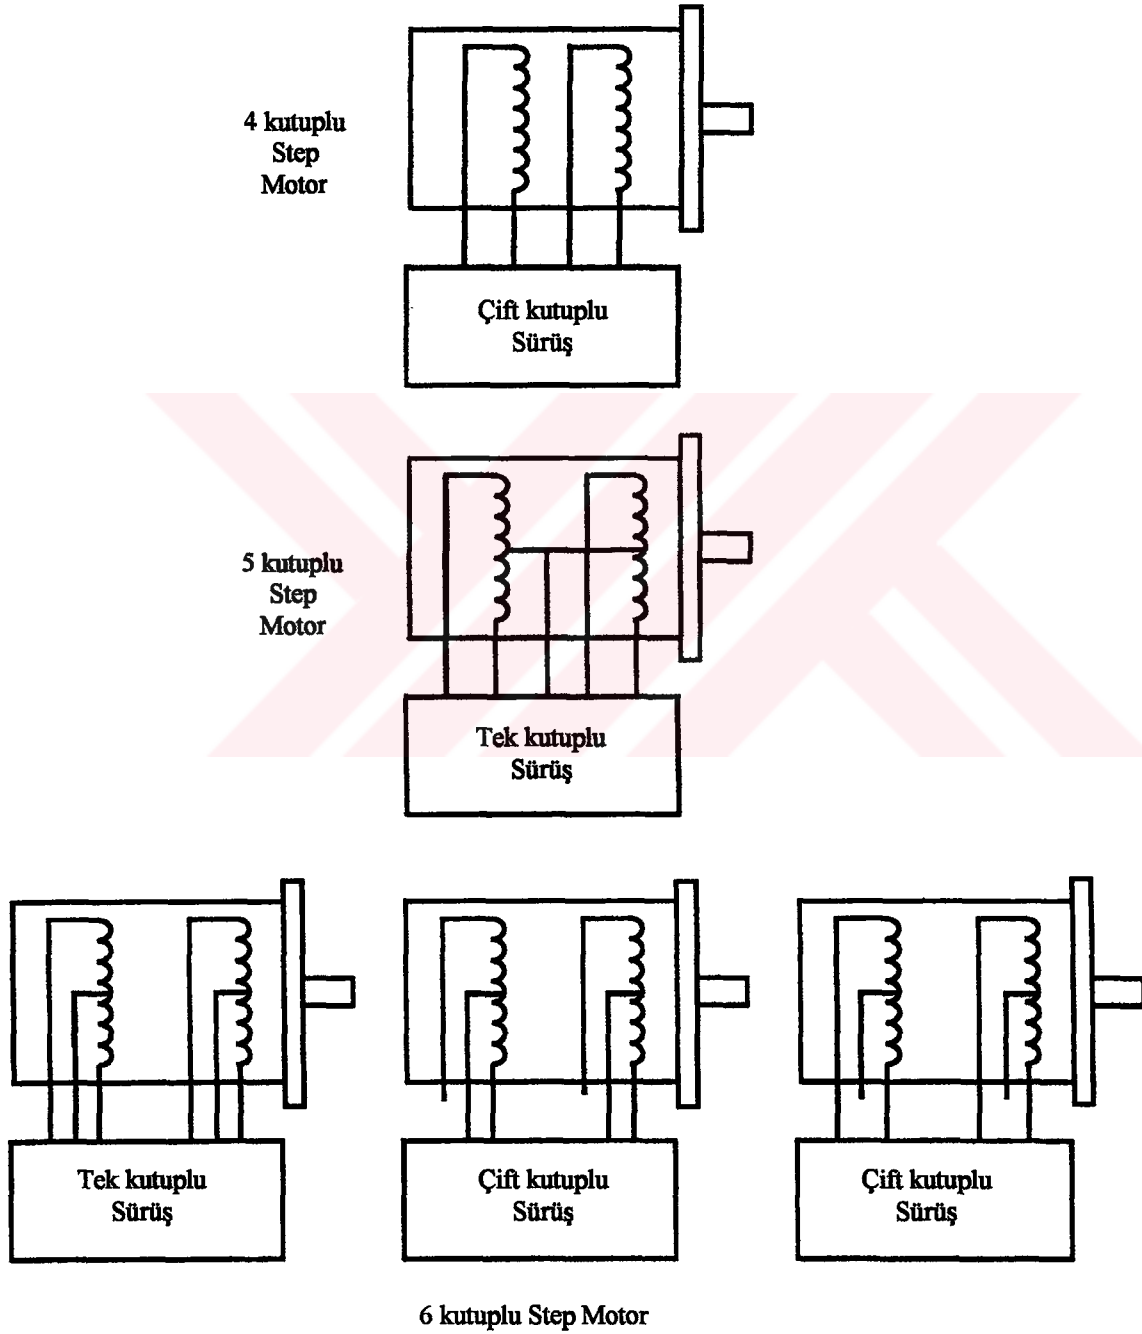 4 kutuplu
Step
Motor
Çift kutuplu
Sürüş
5 kutuplu
Step
Motor
Tek kutuplu
Sürüş
Tek kutuplu
Sürüş
Çift kutuplu
Sürüş
Çift kutuplu
Sürüş
6 kutuplu Step Motor